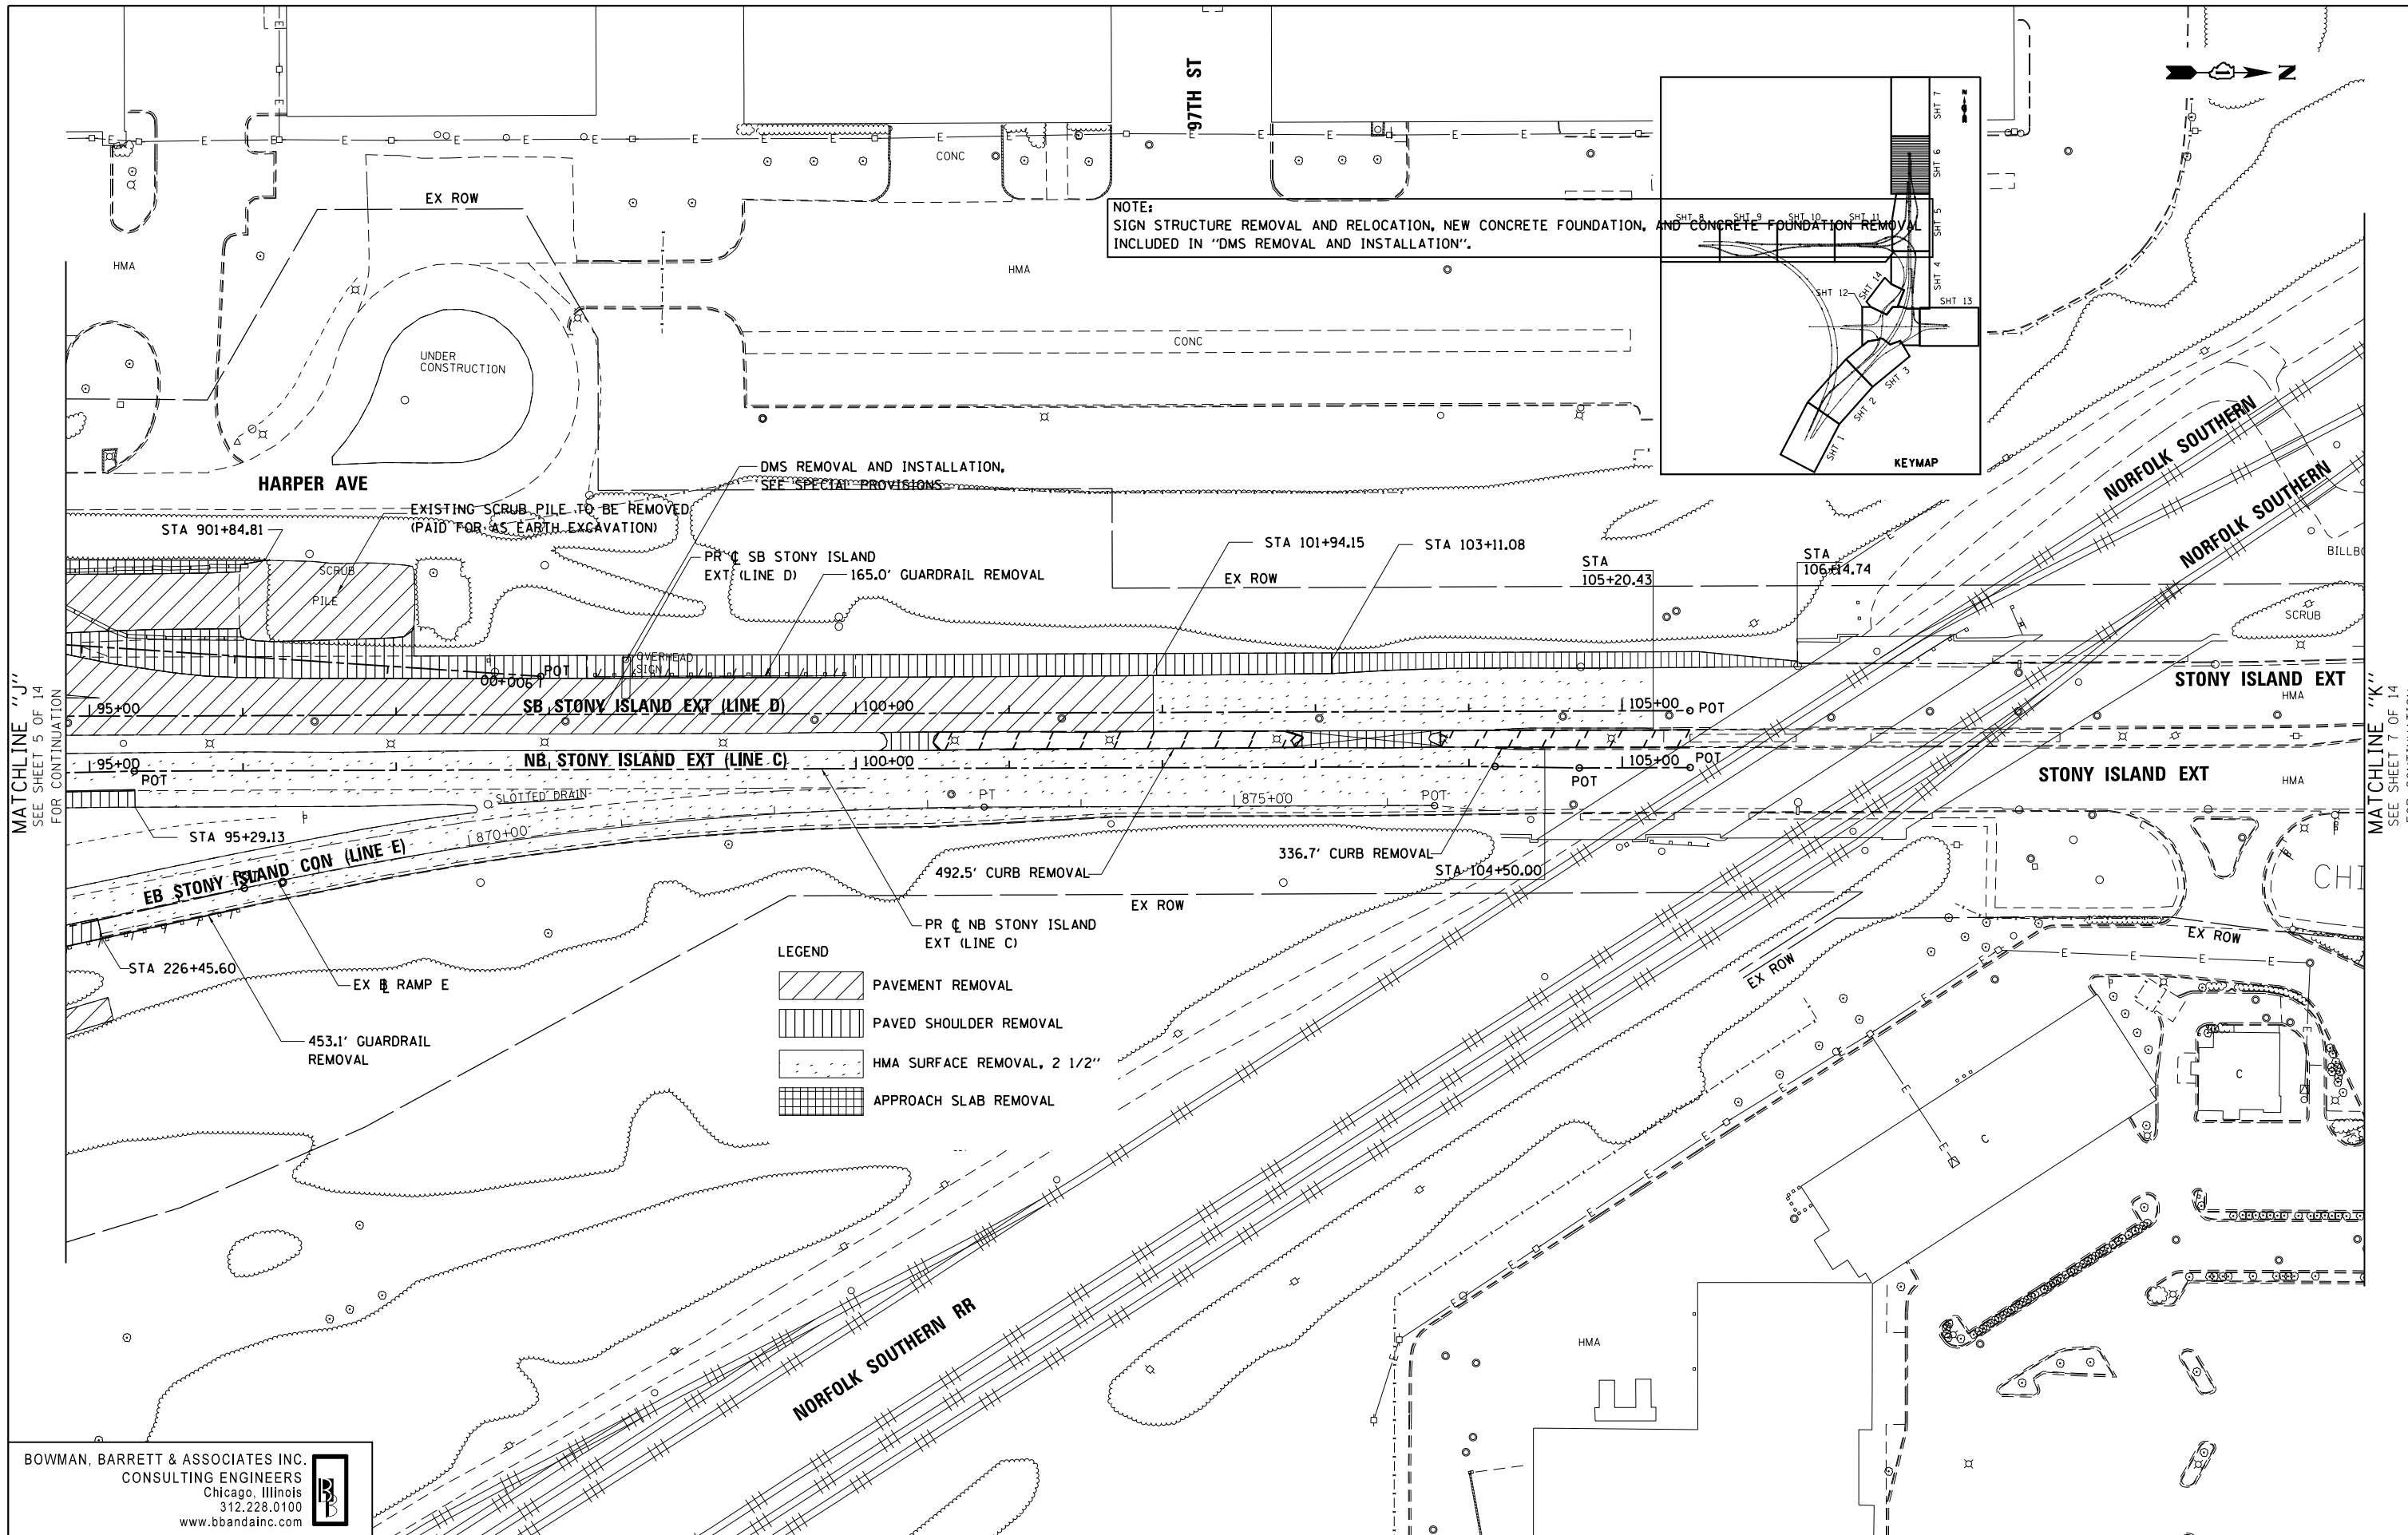 97TH ST
N
CONC
EX ROW
NOTE:
SIGN STRUCTURE REMOVAL AND RELOCATION, NEW CONCRETE FOUNDATION, AND CONCRETE FOUNDATION REMOVAL
INCLUDED IN "DMS REMOVAL AND INSTALLATION".
SHT 7
SHT 6
SHT 5
SHT 8
SHT 9
SHT 10
SHT 11
SHT 4
SHT 12
SHT 14
SHT 13
SHT 3
SHT 2
SHT 1
KEYMAP
HMA
HMA
CONC
UNDER
CONSTRUCTION
HARPER AVE
DMS REMOVAL AND INSTALLATION,
SEE SPECIAL PROVISIONS
EXISTING SCRUB PILE TO BE REMOVED
(PAID FOR AS EARTH EXCAVATION)
STA 901+84.81
PR ℄ SB STONY ISLAND
EXT (LINE D)
165.0' GUARDRAIL REMOVAL
STA 101+94.15
STA 103+11.08
EX ROW
STA
105+20.43
STA
106+14.74
NORFOLK SOUTHERN
NORFOLK SOUTHERN
BILLBO
SCRUB
PILE
SCRUB
OVERHEAD
SIGN
POT
1900+00
95+00
SB STONY ISLAND EXT (LINE D)
100+00
105+00
POT
STONY ISLAND EXT
HMA
95+00
POT
NB STONY ISLAND EXT (LINE C)
100+00
105+00
POT
STONY ISLAND EXT
HMA
MATCHLINE "J"
SEE SHEET 5 OF 14
FOR CONTINUATION
MATCHLINE "K"
SEE SHEET 7 OF 14
SLOTTED DRAIN
PT
875+00
POT
STA 95+29.13
870+00
EB STONY ISLAND CON (LINE E)
492.5' CURB REMOVAL
336.7' CURB REMOVAL
STA 104+50.00
EX ROW
CHI
PR ℄ NB STONY ISLAND
EXT (LINE C)
EX ROW
EX ROW
STA 226+45.60
EX BL RAMP E
453.1' GUARDRAIL
REMOVAL
LEGEND
PAVEMENT REMOVAL
PAVED SHOULDER REMOVAL
HMA SURFACE REMOVAL, 2 1/2"
APPROACH SLAB REMOVAL
C
C
NORFOLK SOUTHERN RR
HMA
BOWMAN, BARRETT & ASSOCIATES INC.
CONSULTING ENGINEERS
Chicago, Illinois
312.228.0100
www.bbandainc.com